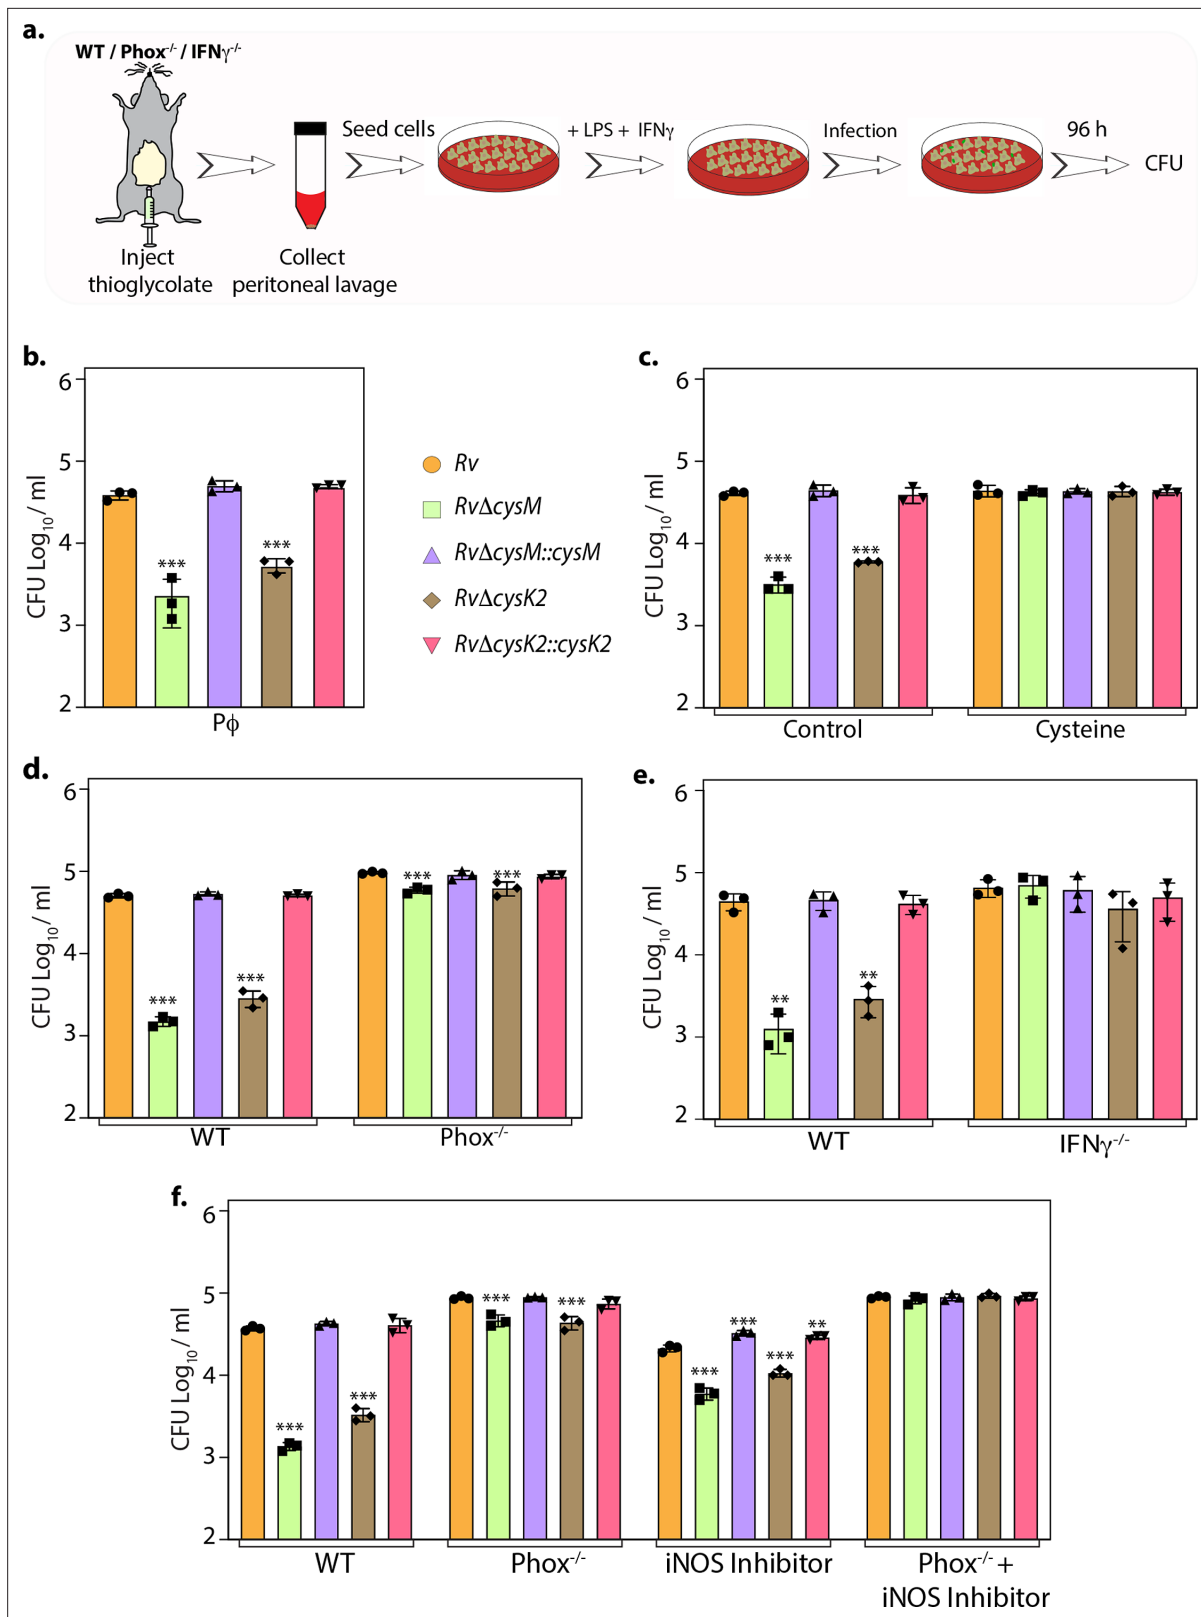 a.
WT / Phox-/- / IFNγ-/-
Seed cells
+ LPS + IFNγ
Infection
96 h
CFU
Inject
thioglycolate
Collect
peritoneal lavage
b.
6
5
4
3
2
CFU Log10 / ml
***
***
Pϕ
Rv
RvΔcysM
RvΔcysM::cysM
RvΔcysK2
RvΔcysK2::cysK2
c.
6
5
4
3
2
CFU Log10 / ml
***
***
Control
Cysteine
d.
6
5
4
3
2
CFU Log10 / ml
***
***
***
***
WT
Phox-/-
e.
6
5
4
3
2
CFU Log10 / ml
**
**
WT
IFNγ-/-
f.
6
5
4
3
2
CFU Log10 / ml
***
***
***
***
***
***
***
**
WT
Phox-/-
iNOS Inhibitor
Phox-/- +
iNOS Inhibitor